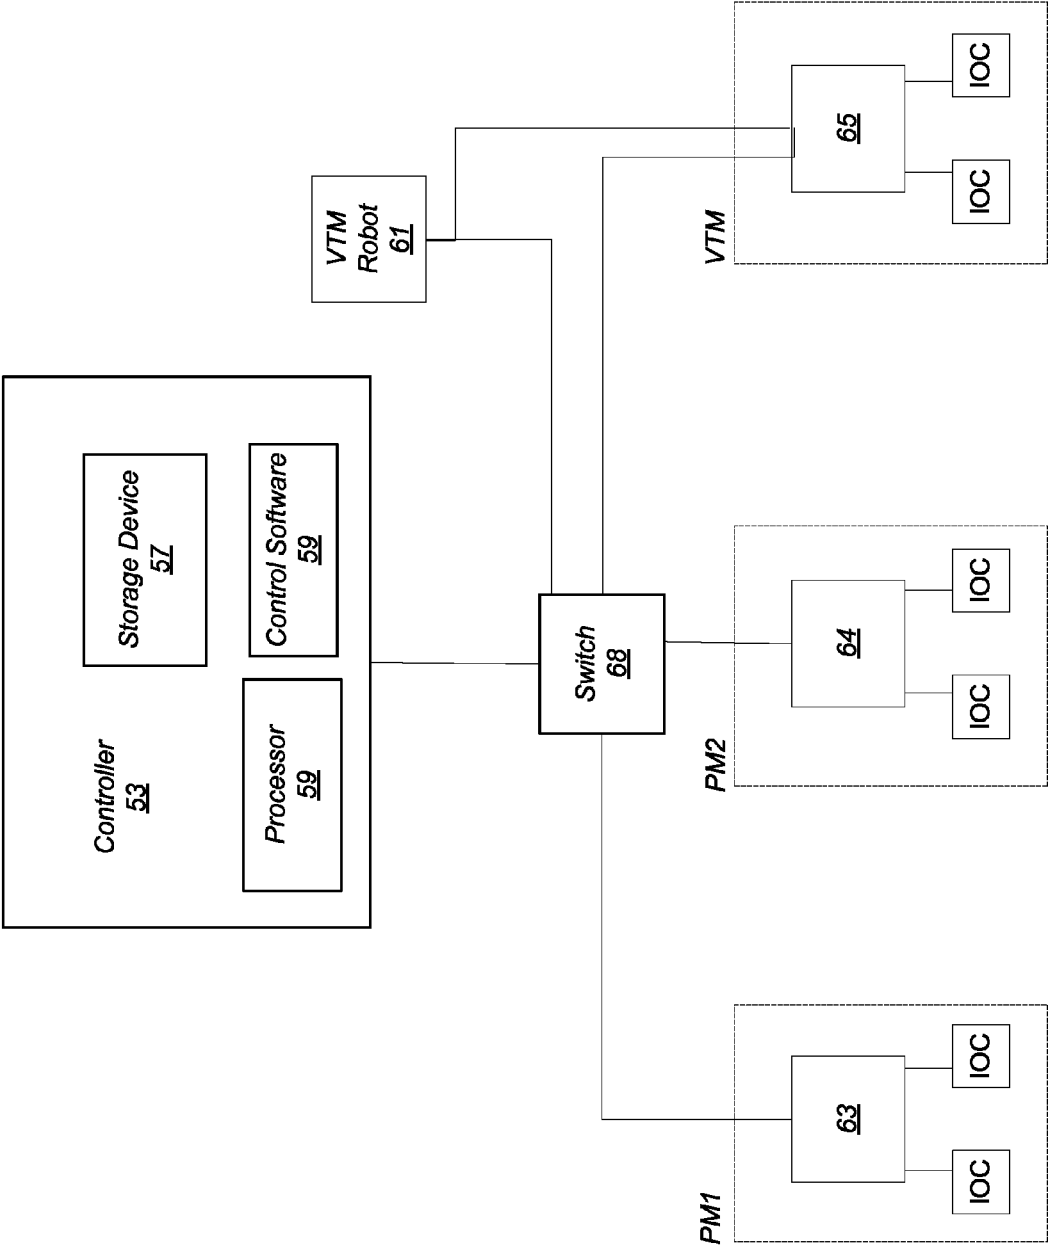 Controller
53
Storage Device
57
Processor
59
Control Software
59
VTM
Robot
61
Switch
68
PM1
63
IOC
IOC
PM2
64
IOC
IOC
VTM
65
IOC
IOC